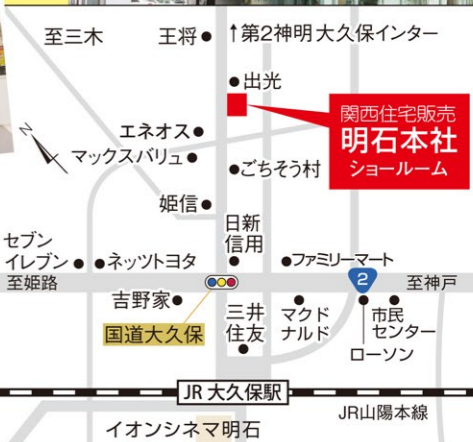 至三木
王将
↑第2神明大久保インター
出光
関西住宅販売
明石本社
ショールーム
N
エネオス
マックスバリュ
ごちそう村
姫信
日新
信用
セブン
イレブン
ネッツトヨタ
ファミリーマート
至姫路
2
至神戸
吉野家
国道大久保
三井
住友
マクド
ナルド
市民
センター
ローソン
JR 大久保駅
JR山陽本線
イオンシネマ明石